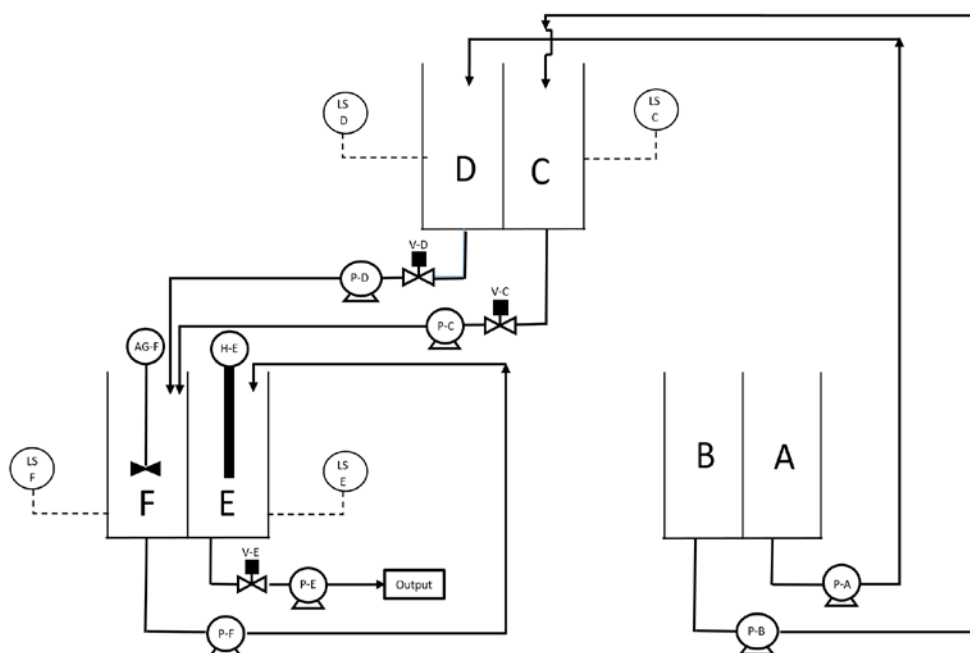 LS
D
LS
C
D
C
V-D
P-D
V-C
P-C
AG-F
H-E
B
A
LS
F
LS
E
F
E
V-E
P-E
Output
P-A
P-F
P-B